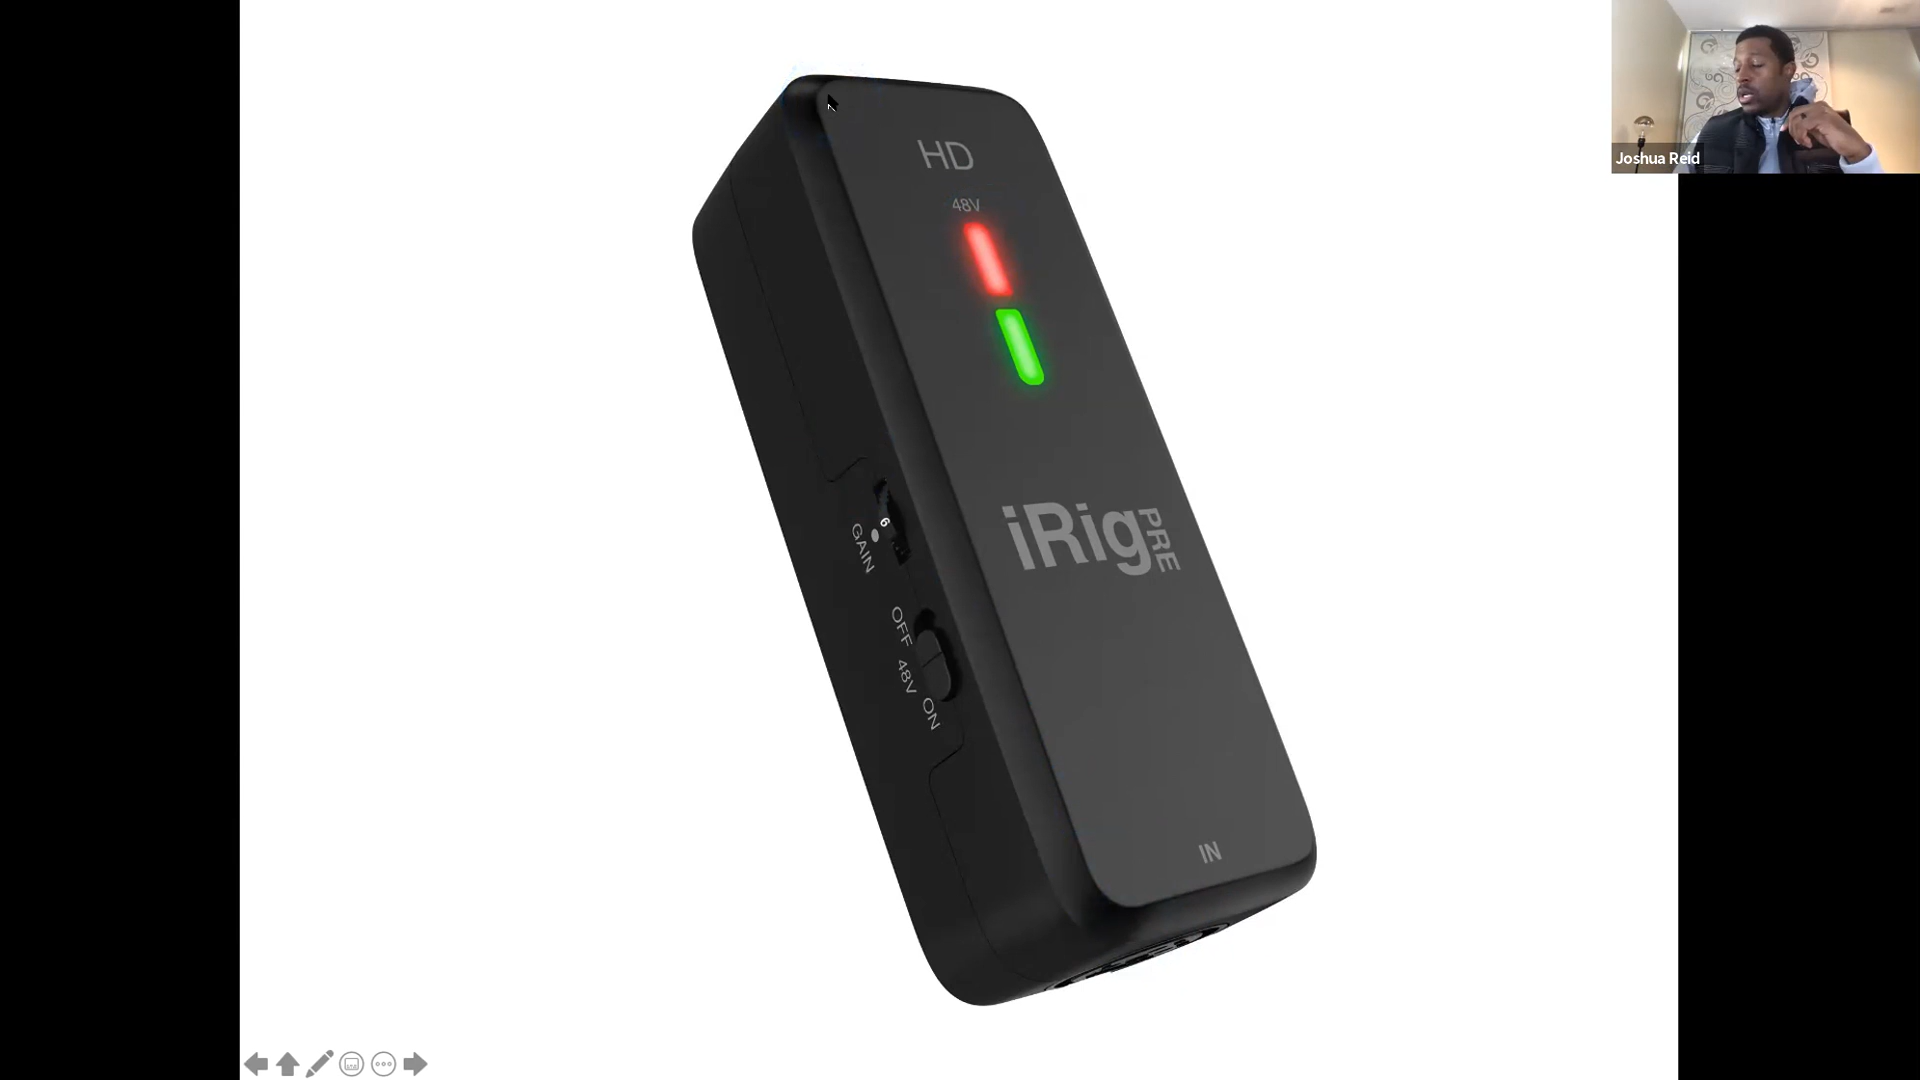 HD
48V
iRig PRE
6
GAIN
OFF 48V ON
IN
Joshua Reid